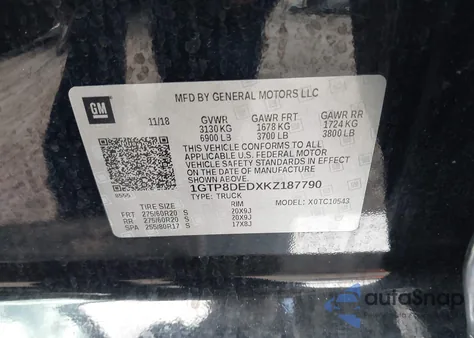 GM
MFD BY GENERAL MOTORS LLC
11/18 GVWR GAWR FRT GAWR RR
3130 KG 1678 KG 1724 KG
6900 LB 3700 LB 3800 LB
THIS VEHICLE CONFORMS TO ALL
APPLICABLE U.S. FEDERAL MOTOR
VEHICLE SAFETY STANDARDS IN
EFFECT ON THE DATE OF MANUFACTURE
SHOWN ABOVE.
1GTP8DEDXKZ187790
TYPE: TRUCK MODEL: X0TC10543
RIM
FRT 275/60R20 S 20X9J
RR 275/60R20 S 20X9J
SPA 255/80R17 S 17X8J
autoSnap